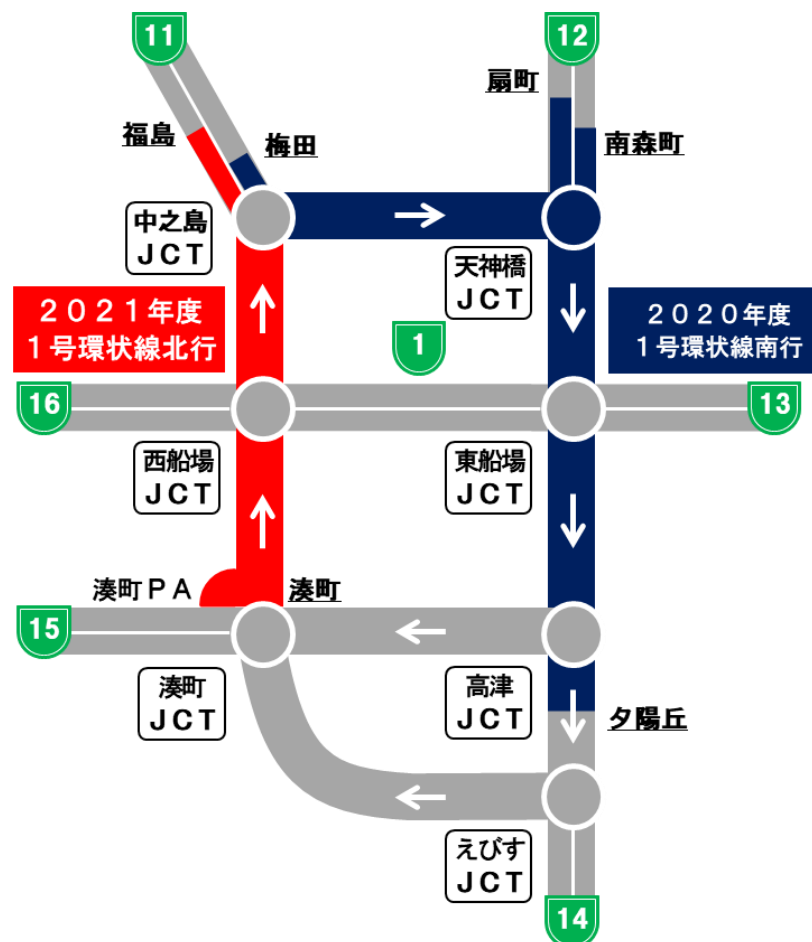 11
12
扇町
福島
梅田
南森町
中之島
JCT
天神橋
JCT
2021年度
1号環状線北行
1
2020年度
1号環状線南行
16
13
西船場
JCT
東船場
JCT
湊町PA
湊町
15
湊町
JCT
高津
JCT
夕陽丘
えびす
JCT
14